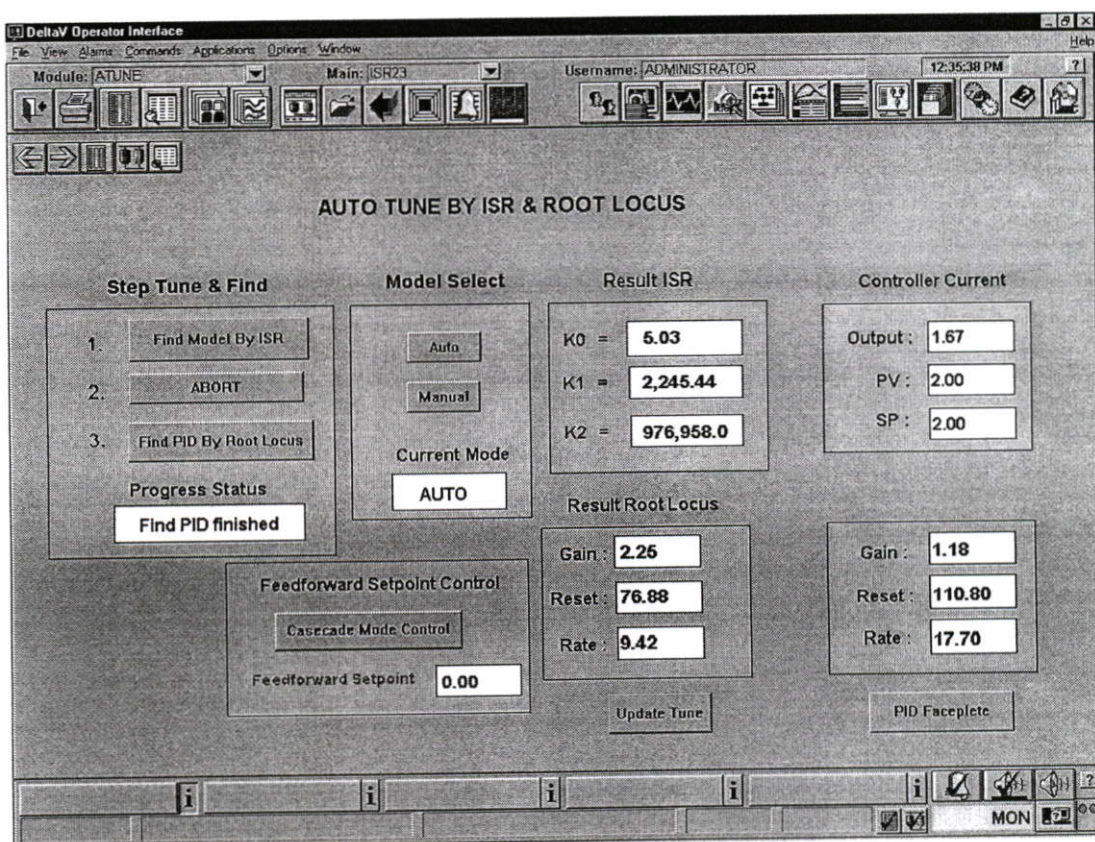 DeltaV Operator Interface
File View Alarms Commands Applications Options Window Help
Module: ATUNE Main: ISR23 Username: ADMINISTRATOR 12:35:38 PM ?
AUTO TUNE BY ISR & ROOT LOCUS
Step Tune & Find
1. Find Model By ISR
2. ABORT
3. Find PID By Root Locus
Progress Status
Find PID finished
Model Select
Auto
Manual
Current Mode
AUTO
Result ISR
K0 = 5.03
K1 = 2,245.44
K2 = 976,958.0
Controller Current
Output : 1.67
PV : 2.00
SP : 2.00
Result Root Locus
Gain : 2.25
Reset : 76.88
Rate : 9.42
Update Tune
Gain : 1.18
Reset : 110.80
Rate : 17.70
PID Faceplete
Feedforward Setpoint Control
Casecade Mode Control
Feedforward Setpoint 0.00
i i i i i ?
MON ?